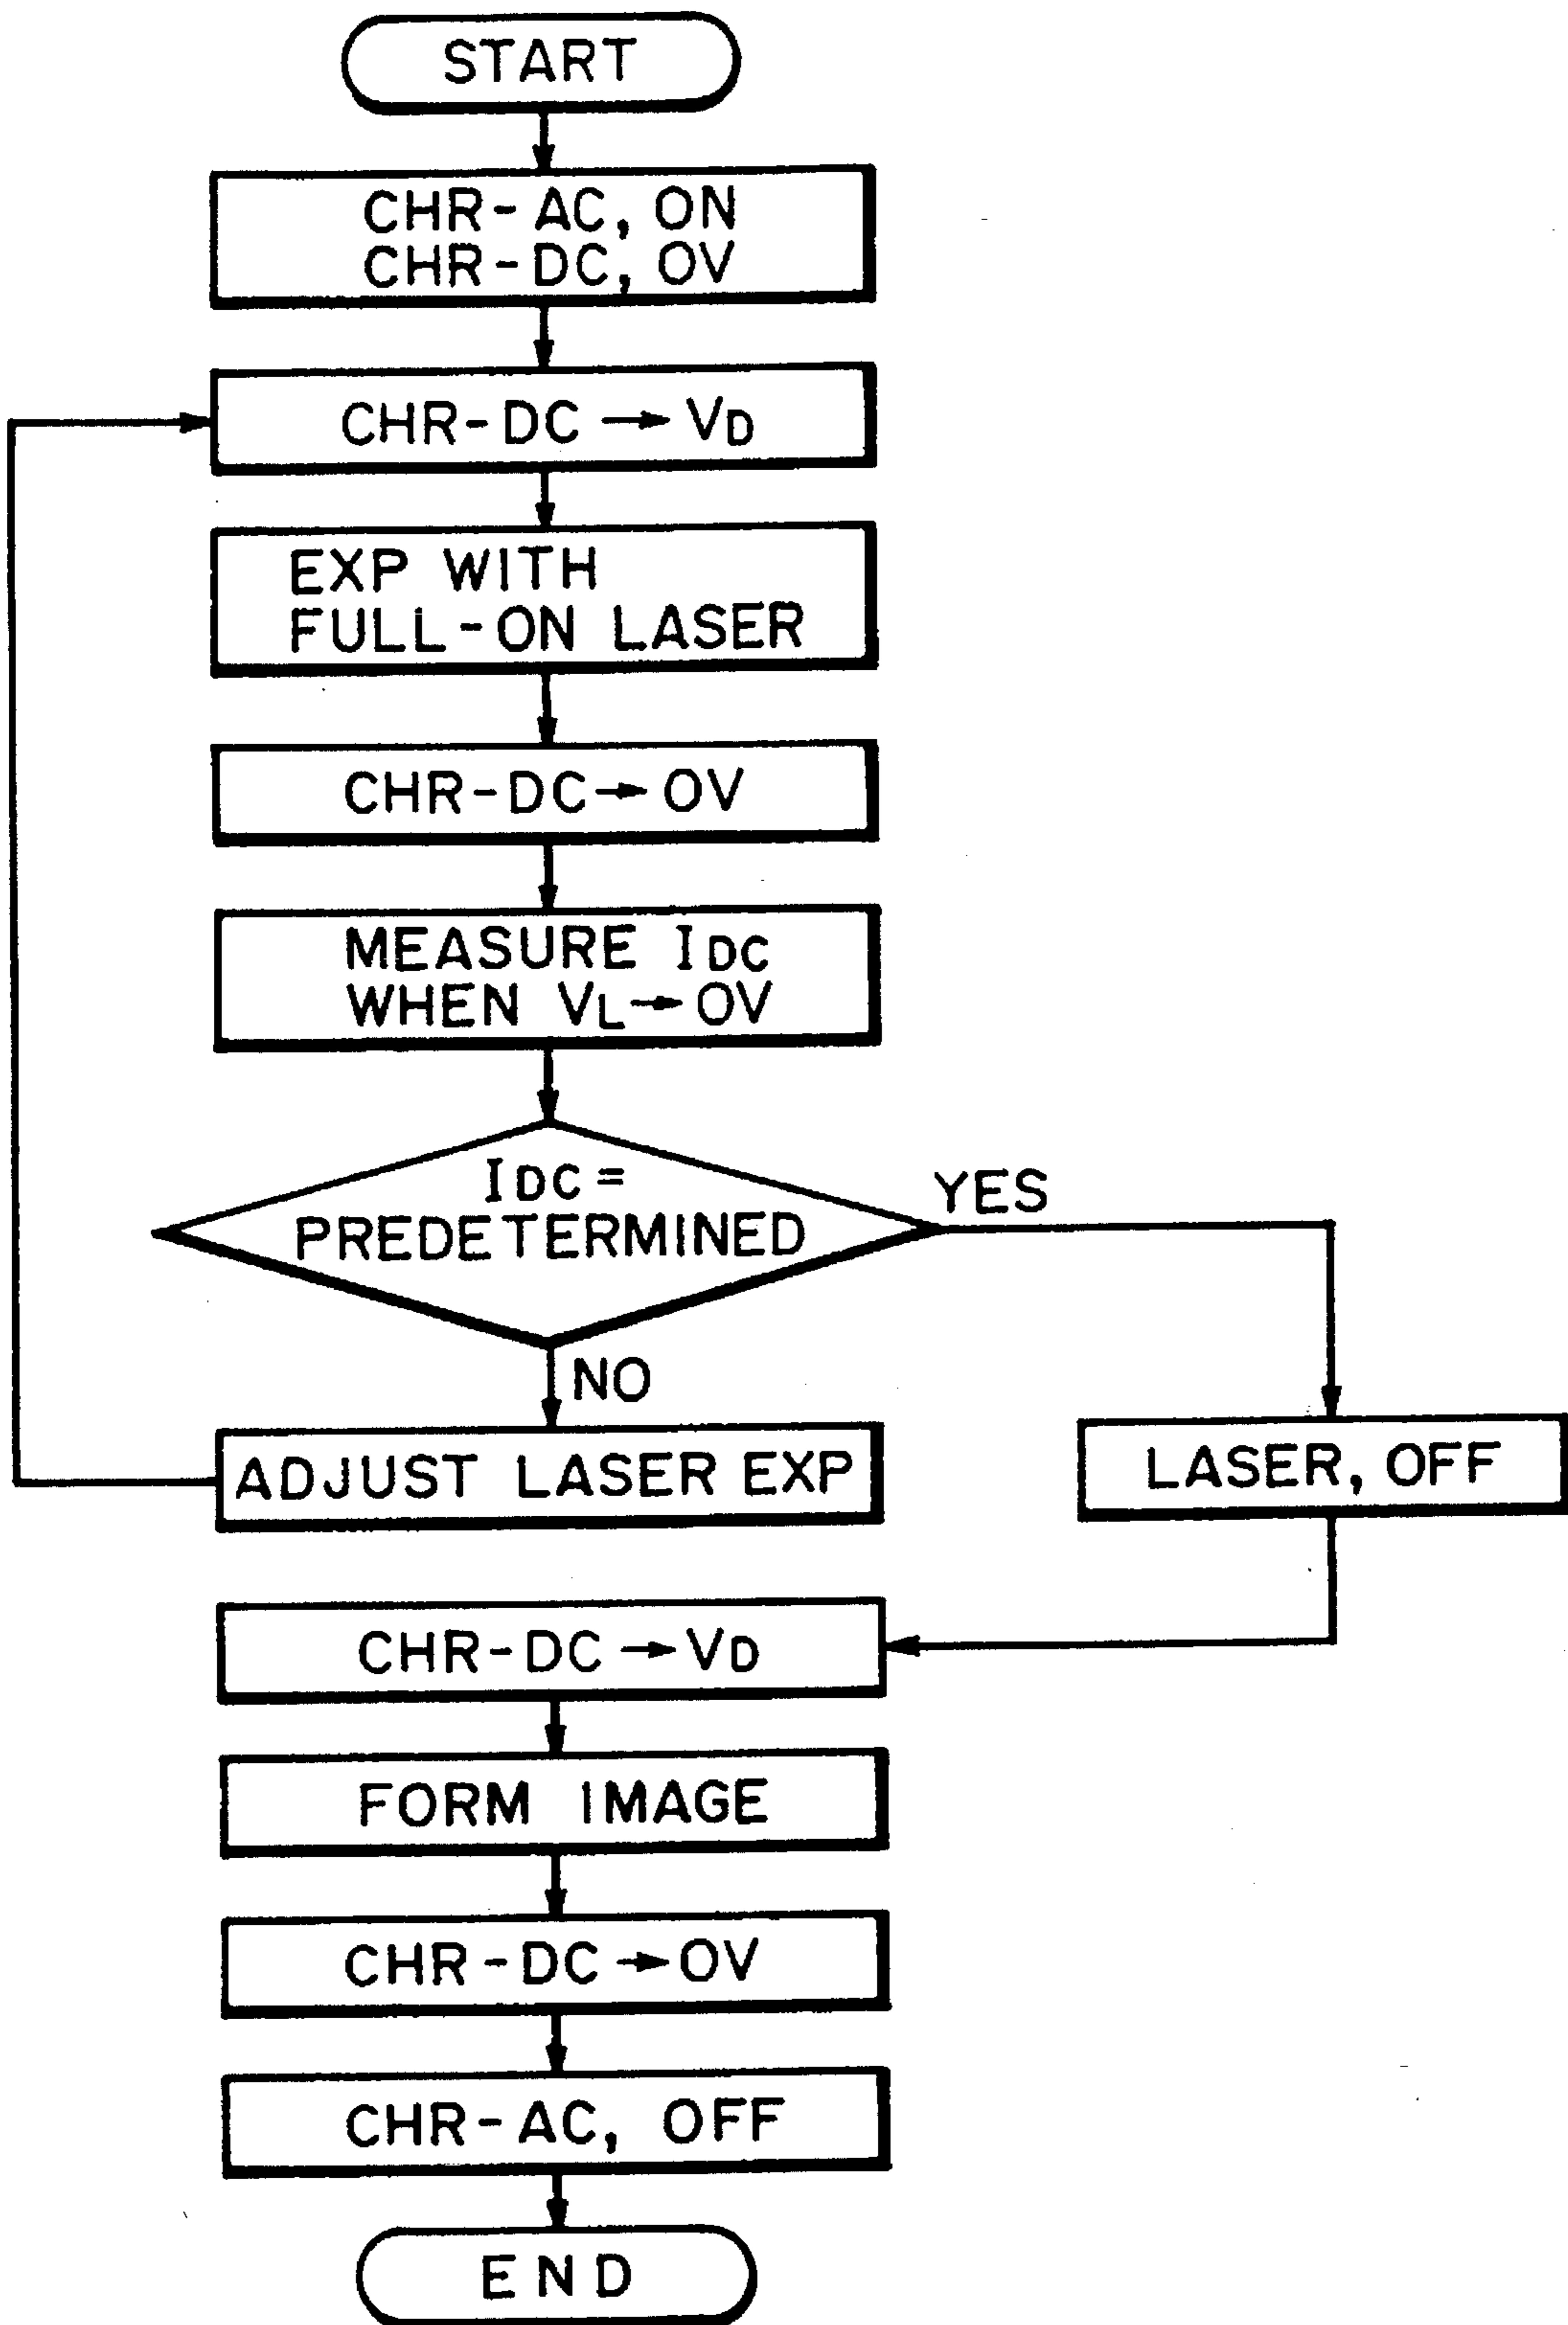 START
CHR-AC, ON
CHR-DC, OV
CHR-DC → VD
EXP WITH
FULL-ON LASER
CHR-DC → OV
MEASURE IDC
WHEN VL → OV
IDC =
PREDETERMINED
YES
NO
ADJUST LASER EXP
LASER, OFF
CHR-DC → VD
FORM IMAGE
CHR-DC → OV
CHR-AC, OFF
END